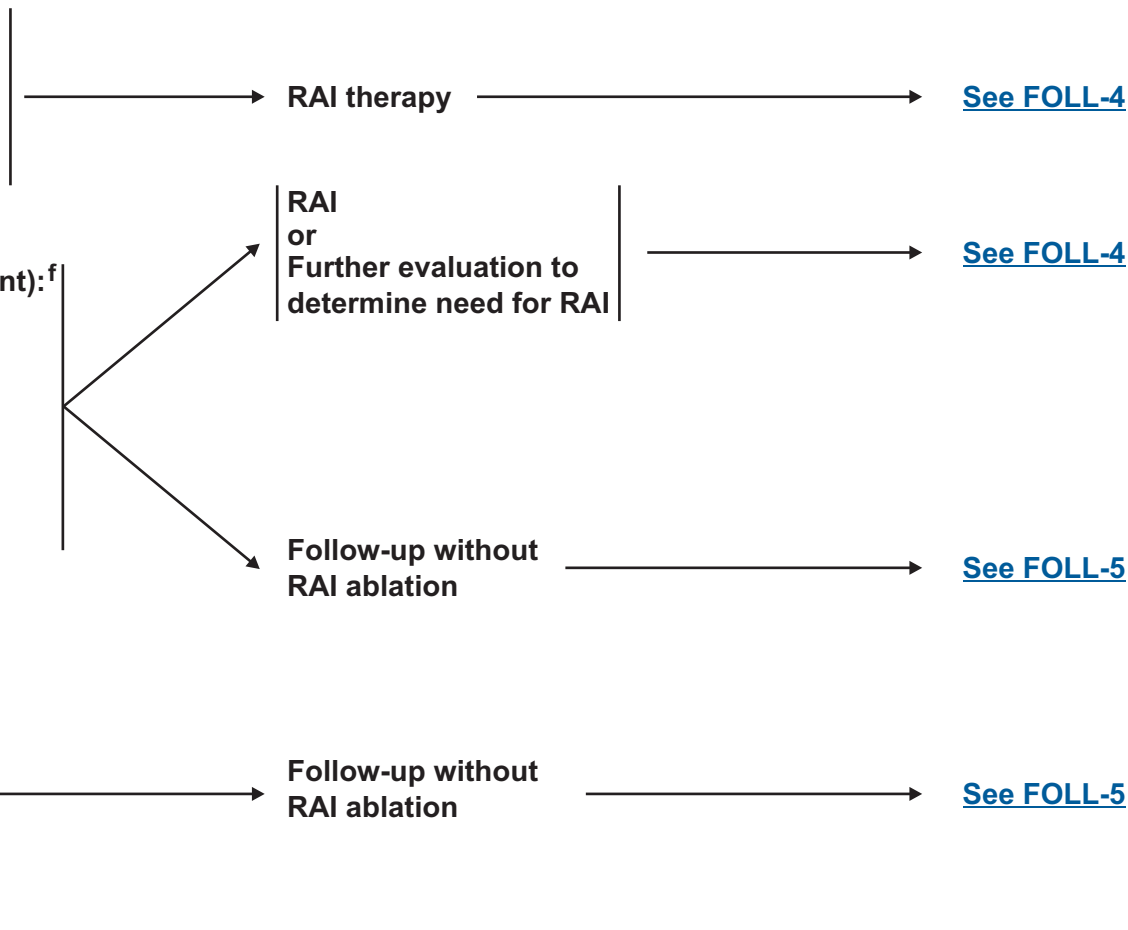 RAI therapy
See FOLL-4
RAI
or
Further evaluation to
determine need for RAI
See FOLL-4
nt):f
Follow-up without
RAI ablation
See FOLL-5
Follow-up without
RAI ablation
See FOLL-5